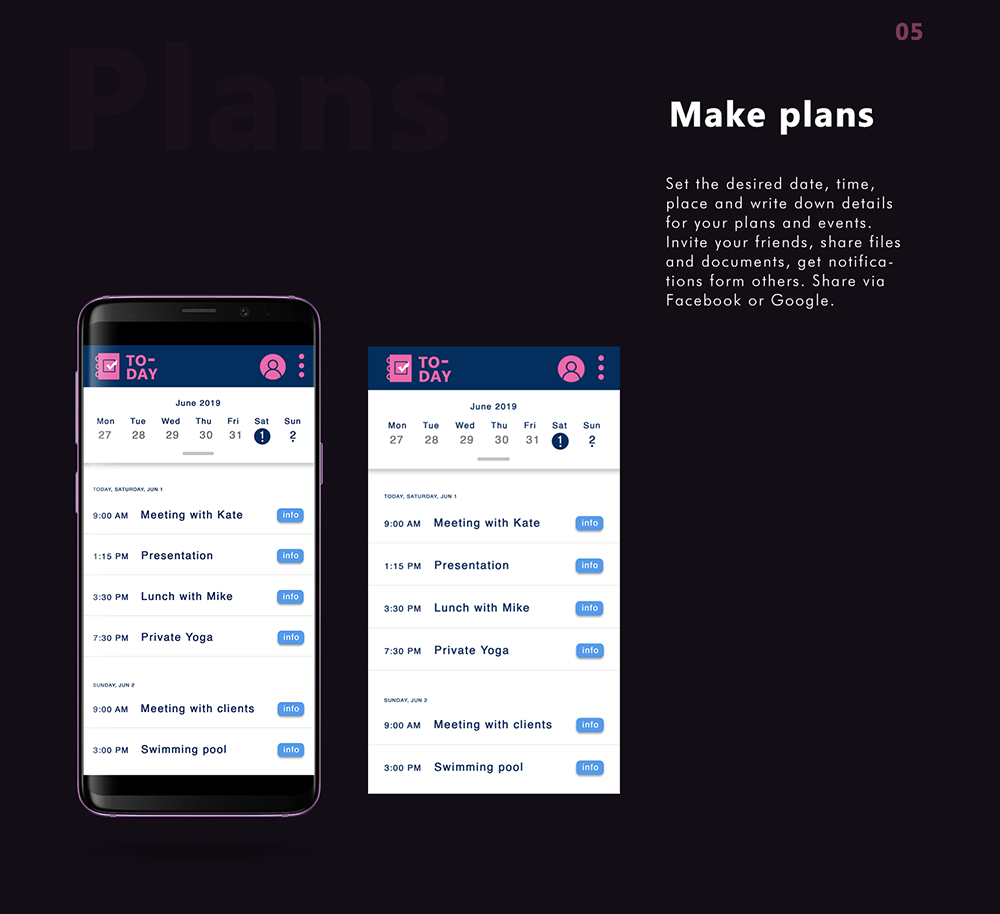 05
Plans
Make plans
Set the desired date, time,
place and write down details
for your plans and events.
Invite your friends, share files
and documents, get notifica-
tions form others. Share via
Facebook or Google.
TO-
DAY
June 2019
Mon Tue Wed Thu Fri Sat Sun
27 28 29 30 31 1 2
TODAY, SATURDAY, JUN 1
9:00 AM Meeting with Kate info
1:15 PM Presentation info
3:30 PM Lunch with Mike info
7:30 PM Private Yoga info
SUNDAY, JUN 2
9:00 AM Meeting with clients info
3:00 PM Swimming pool info
TO-
DAY
June 2019
Mon Tue Wed Thu Fri Sat Sun
27 28 29 30 31 1 2
TODAY, SATURDAY, JUN 1
9:00 AM Meeting with Kate info
1:15 PM Presentation info
3:30 PM Lunch with Mike info
7:30 PM Private Yoga info
SUNDAY, JUN 2
9:00 AM Meeting with clients info
3:00 PM Swimming pool info